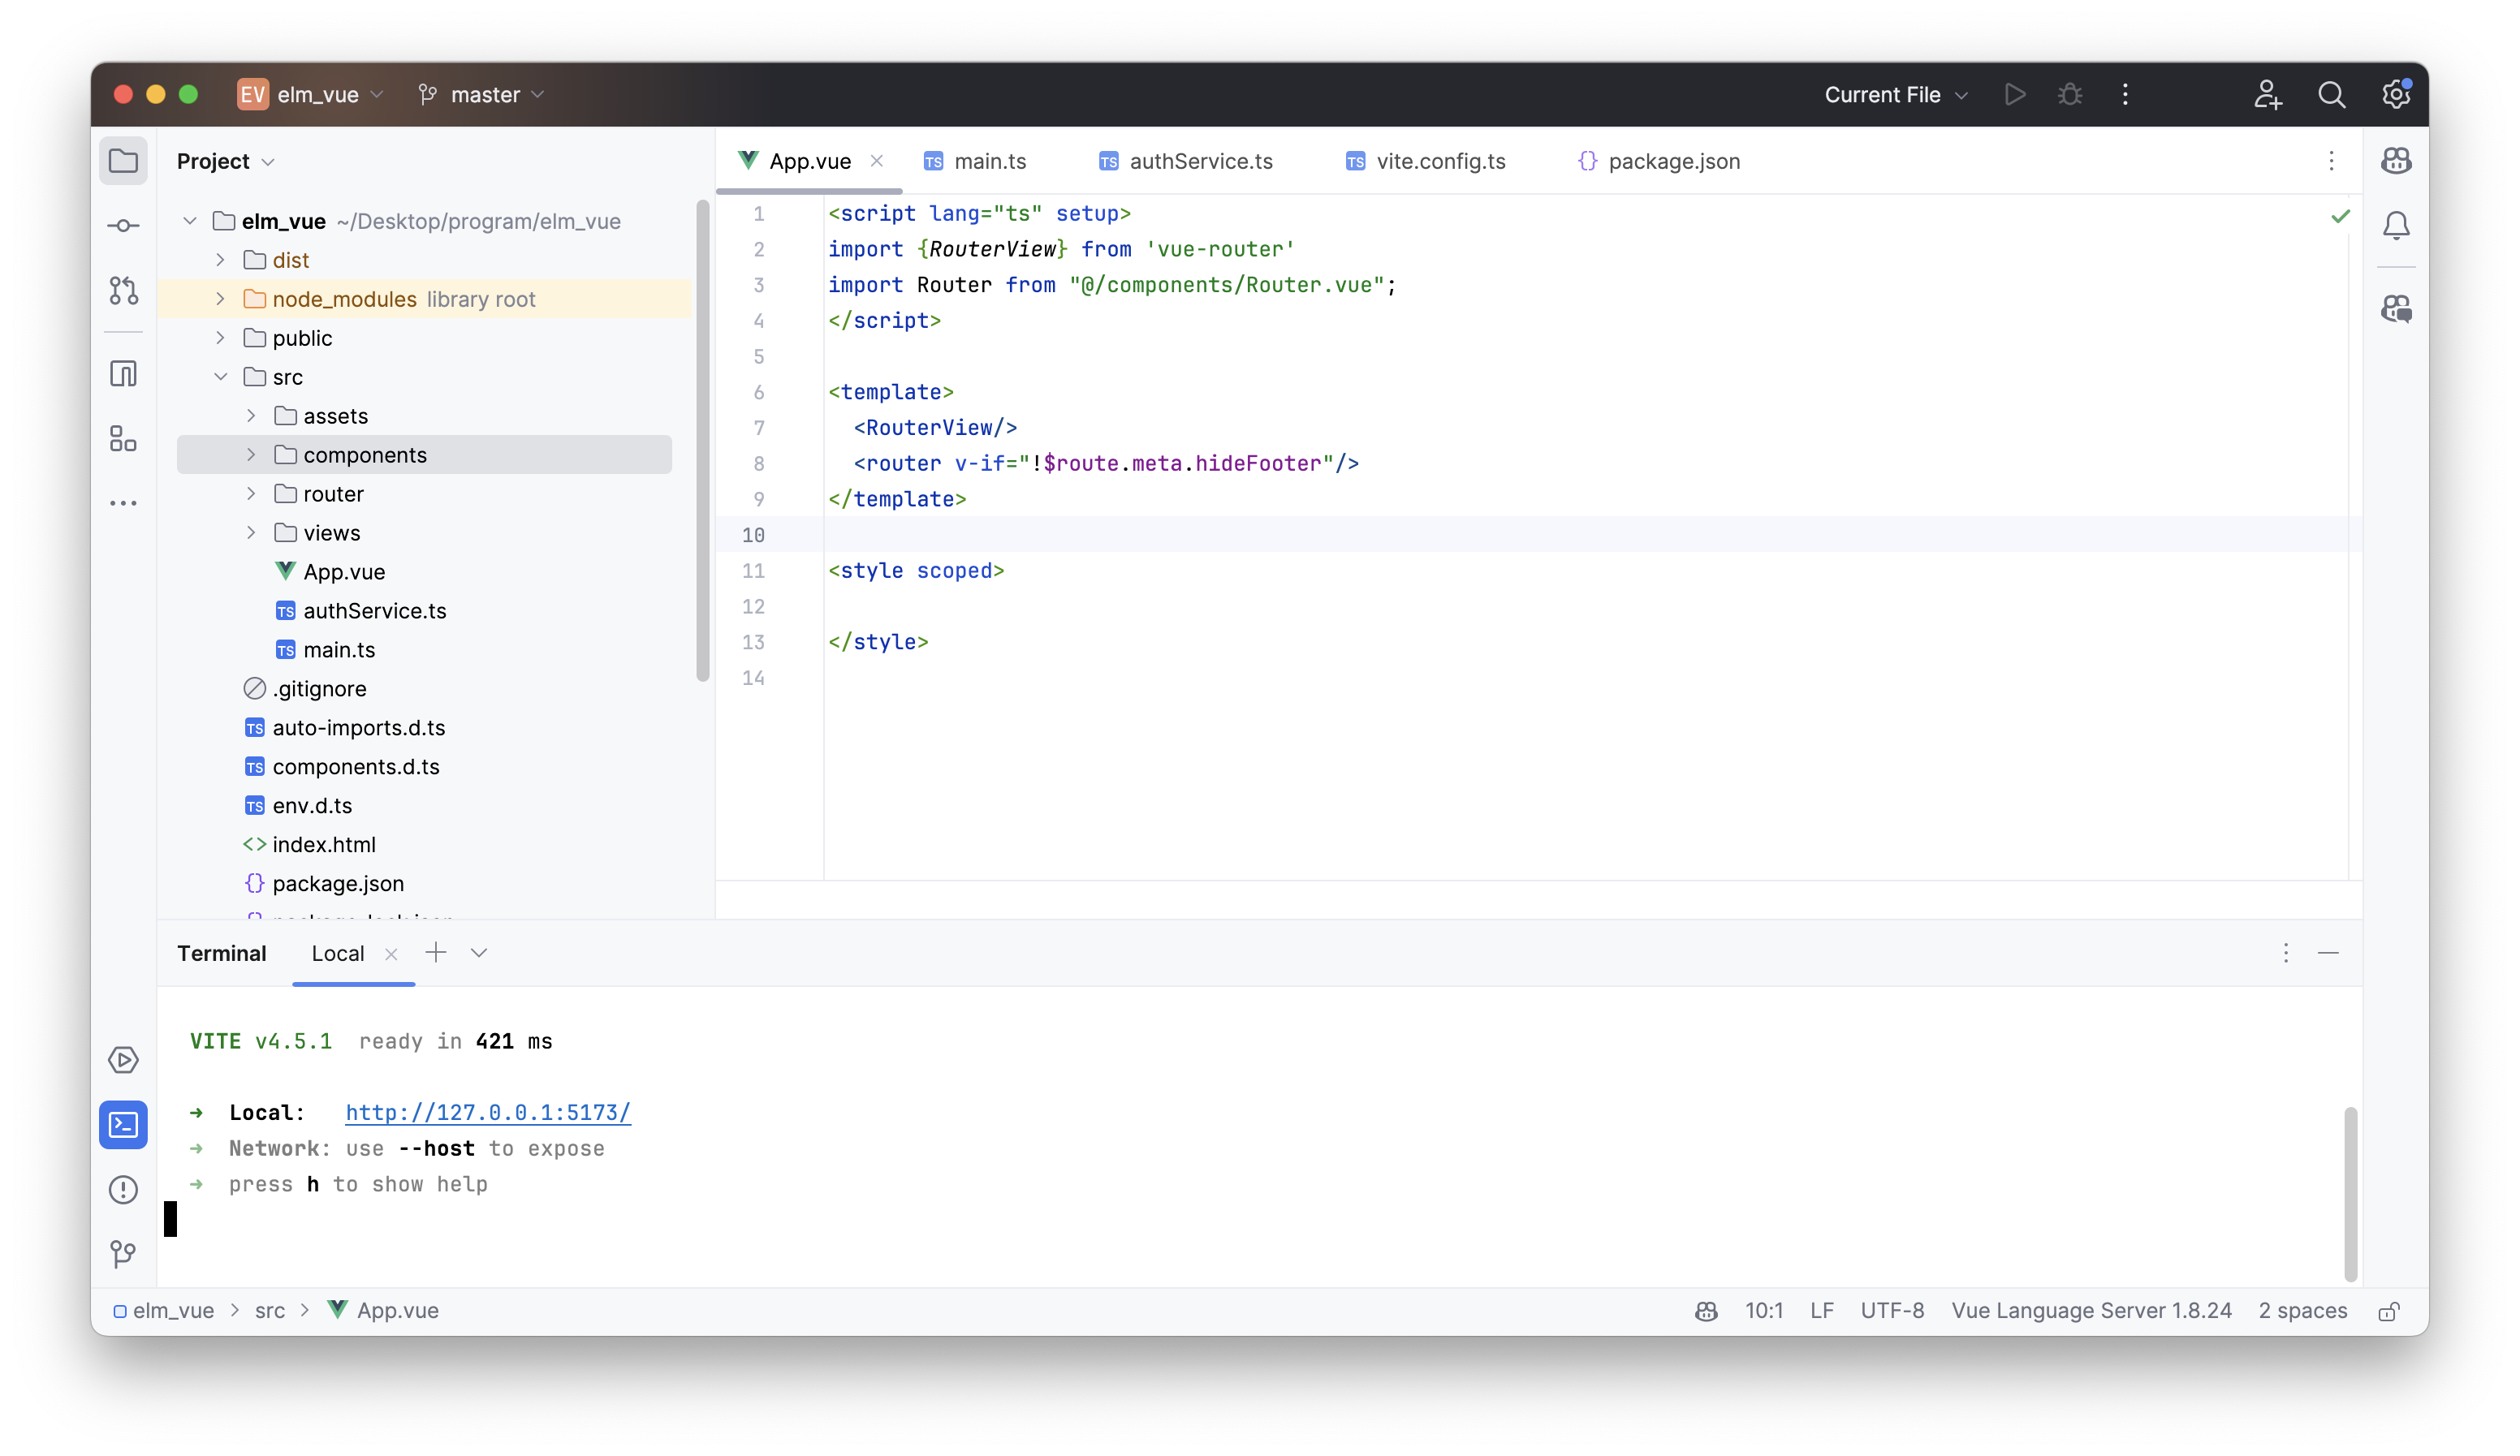 EV elm_vue master Current File
Project
App.vue main.ts authService.ts vite.config.ts package.json
elm_vue ~/Desktop/program/elm_vue
dist
node_modules library root
public
src
assets
components
router
views
App.vue
authService.ts
main.ts
.gitignore
auto-imports.d.ts
components.d.ts
env.d.ts
index.html
package.json
1 <script lang="ts" setup>
2 import {RouterView} from 'vue-router'
3 import Router from "@/components/Router.vue";
4 </script>
5
6 <template>
7 <RouterView/>
8 <router v-if="!$route.meta.hideFooter"/>
9 </template>
10
11 <style scoped>
12
13 </style>
14
Terminal Local
VITE v4.5.1 ready in 421 ms
➜ Local: http://127.0.0.1:5173/
➜ Network: use --host to expose
➜ press h to show help
elm_vue > src > App.vue 10:1 LF UTF-8 Vue Language Server 1.8.24 2 spaces